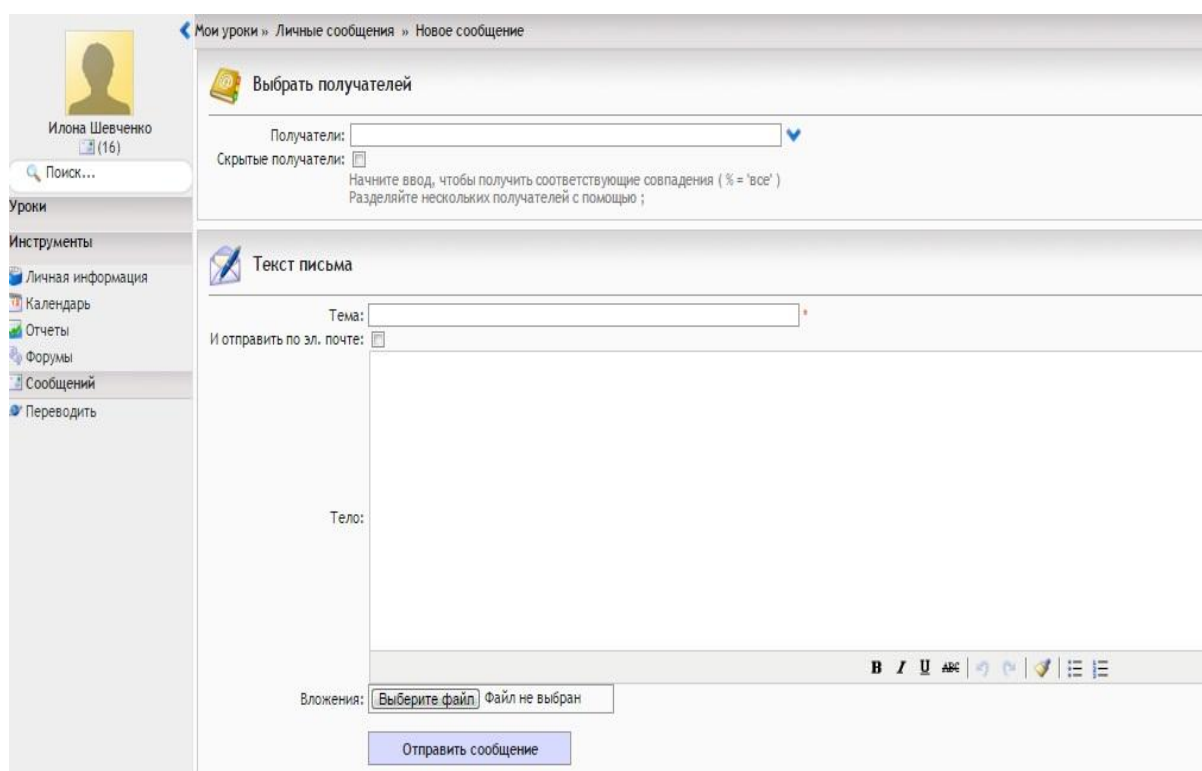 Мои уроки » Личные сообщения » Новое сообщение
Илона Шевченко
(16)
Поиск...
Уроки
Инструменты
Личная информация
Календарь
Отчеты
Форумы
Сообщений
Переводить
Выбрать получателей
Получатели:
Скрытые получатели:
Начните ввод, чтобы получить соответствующие совпадения ( % = 'все' )
Разделяйте нескольких получателей с помощью ;
Текст письма
Тема: *
И отправить по эл. почте:
Тело:
B I U ABC
Вложения: Выберите файл Файл не выбран
Отправить сообщение